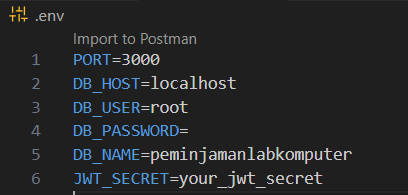 .env
Import to Postman
1 PORT=3000
2 DB_HOST=localhost
3 DB_USER=root
4 DB_PASSWORD=
5 DB_NAME=peminjamanlabkomputer
6 JWT_SECRET=your_jwt_secret